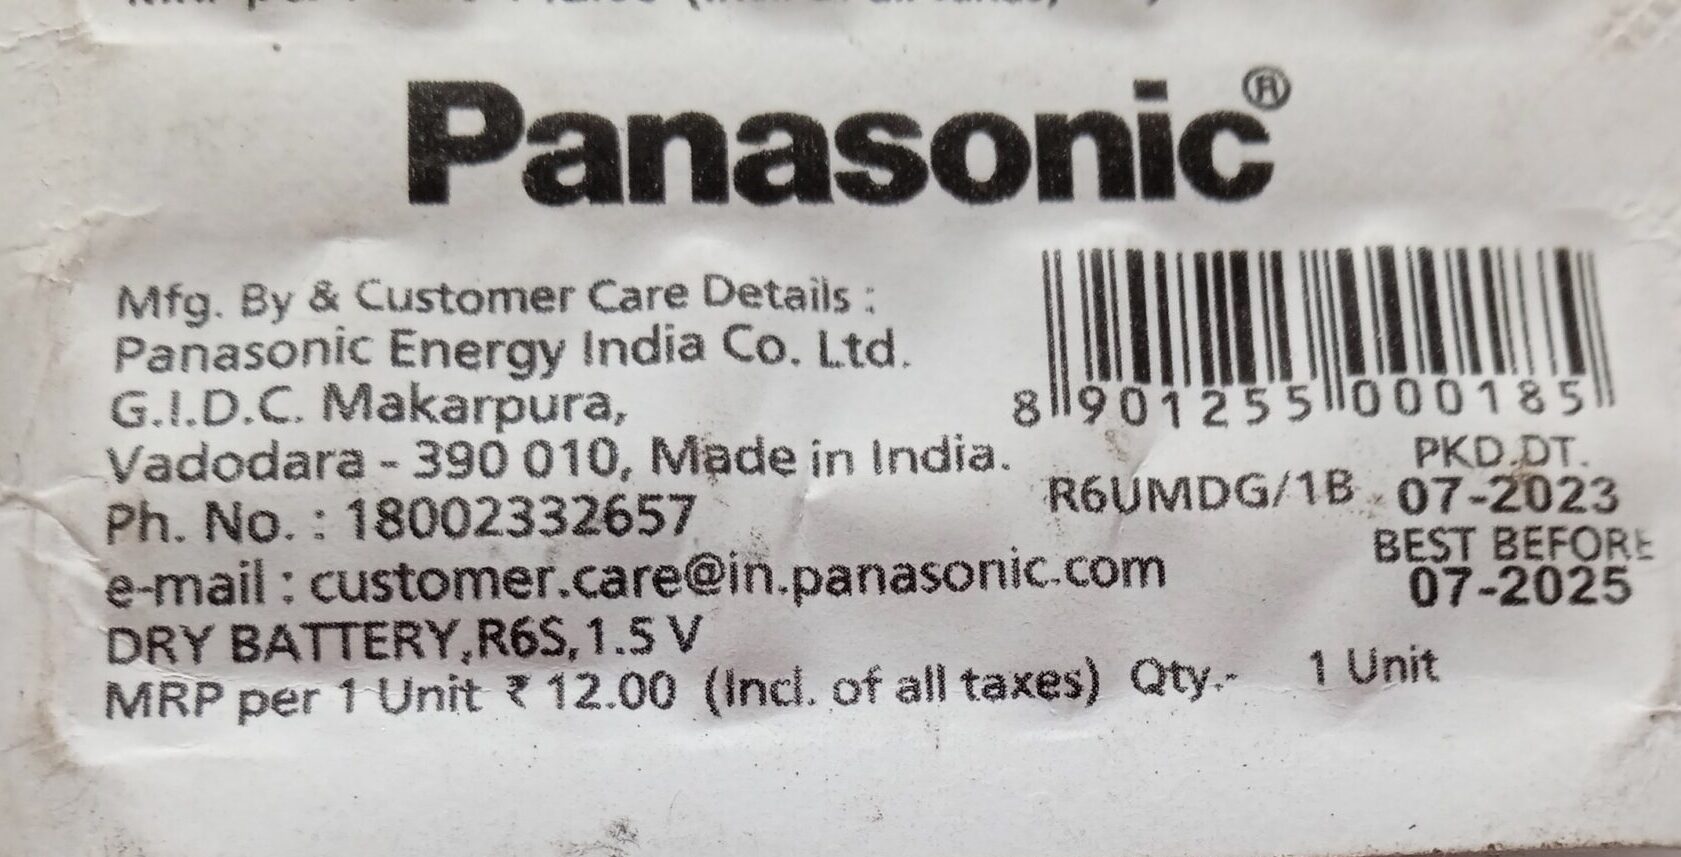 Panasonic®
Mfg. By & Customer Care Details :
Panasonic Energy India Co. Ltd.
G.I.D.C. Makarpura,
Vadodara - 390 010, Made in India.
Ph. No. : 18002332657
e-mail : customer.care@in.panasonic.com
DRY BATTERY,R6S,1.5 V
MRP per 1 Unit ₹ 12.00 (Incl. of all taxes) Qty.- 1 Unit
8 901255 000185
PKD.DT.
R6UMDG/1B 07-2023
BEST BEFORE
07-2025